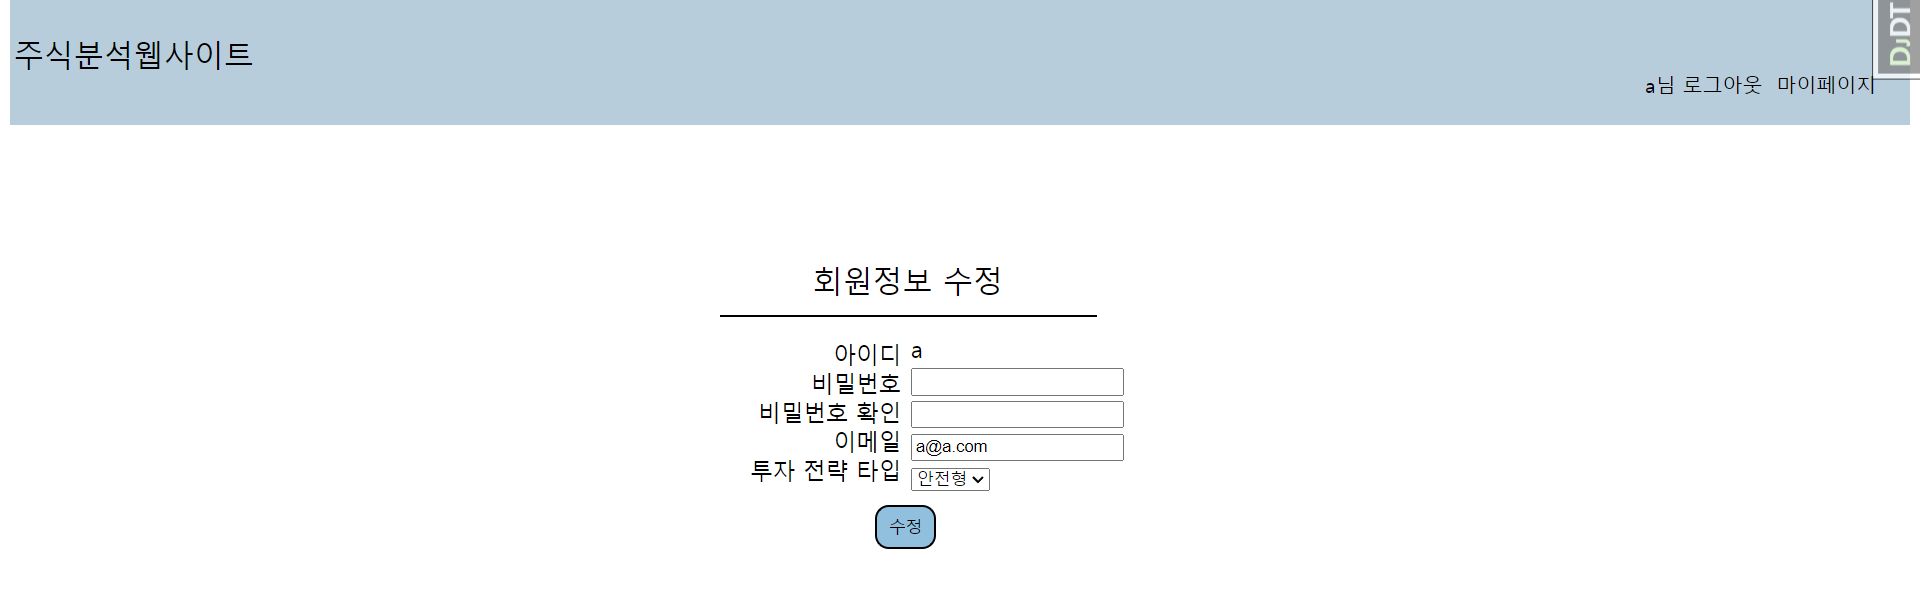 주식분석웹사이트
DJDT
a님 로그아웃 마이페이지
회원정보 수정
아이디 a
비밀번호
비밀번호 확인
이메일 a@a.com
투자 전략 타입 안전형
수정